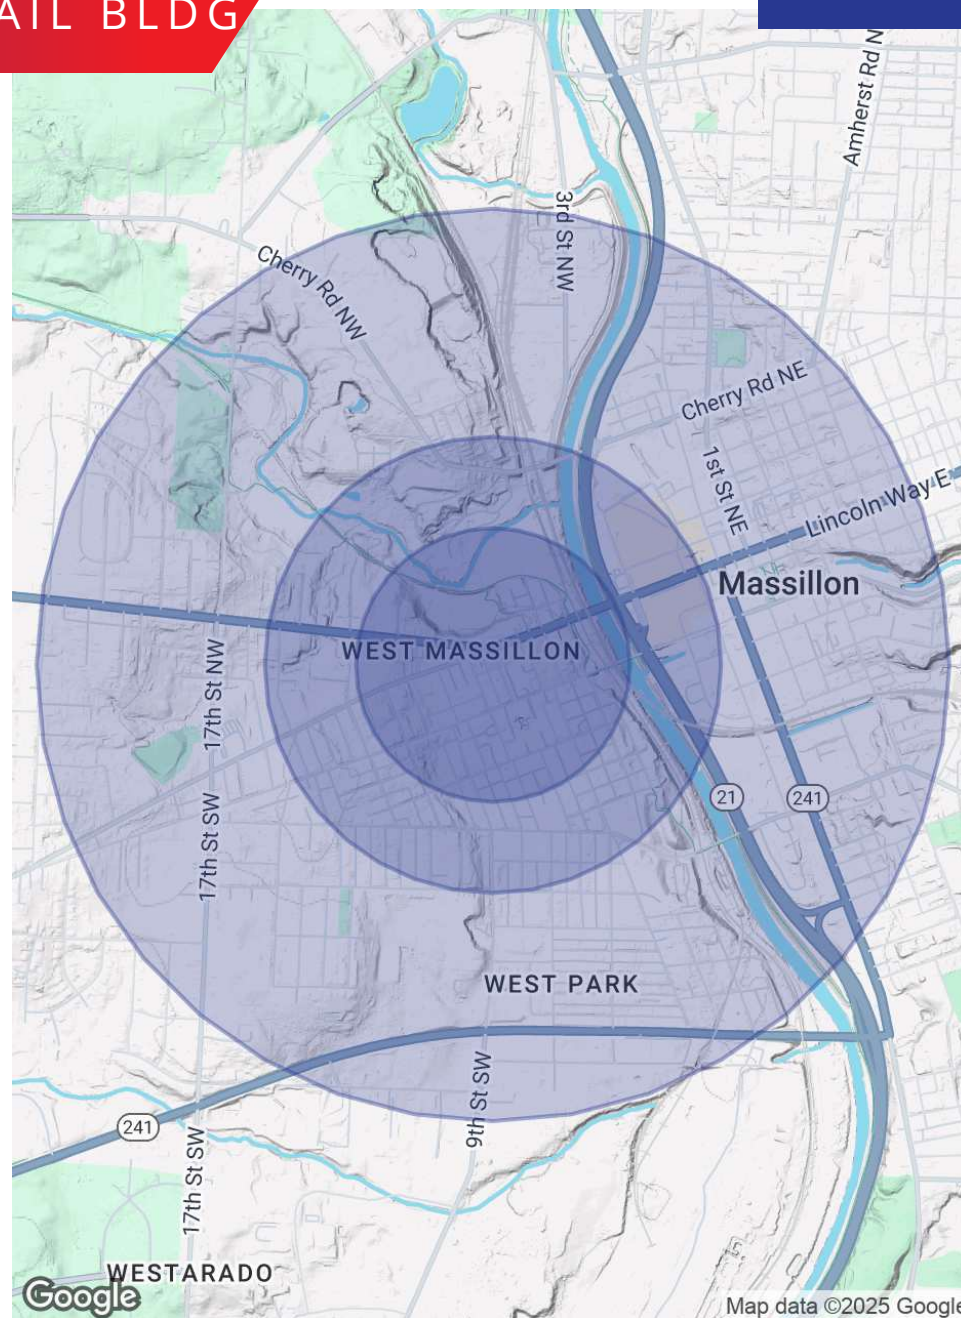 AIL BLDG
Amherst Rd N
3rd St NW
Cherry Rd NW
Cherry Rd NE
1st St NE
Lincoln Way E
Massillon
WEST MASSILLON
17th St NW
17th St SW
21
241
WEST PARK
9th St SW
241
17th St SW
WESTARADO
Google
Map data ©2025 Google